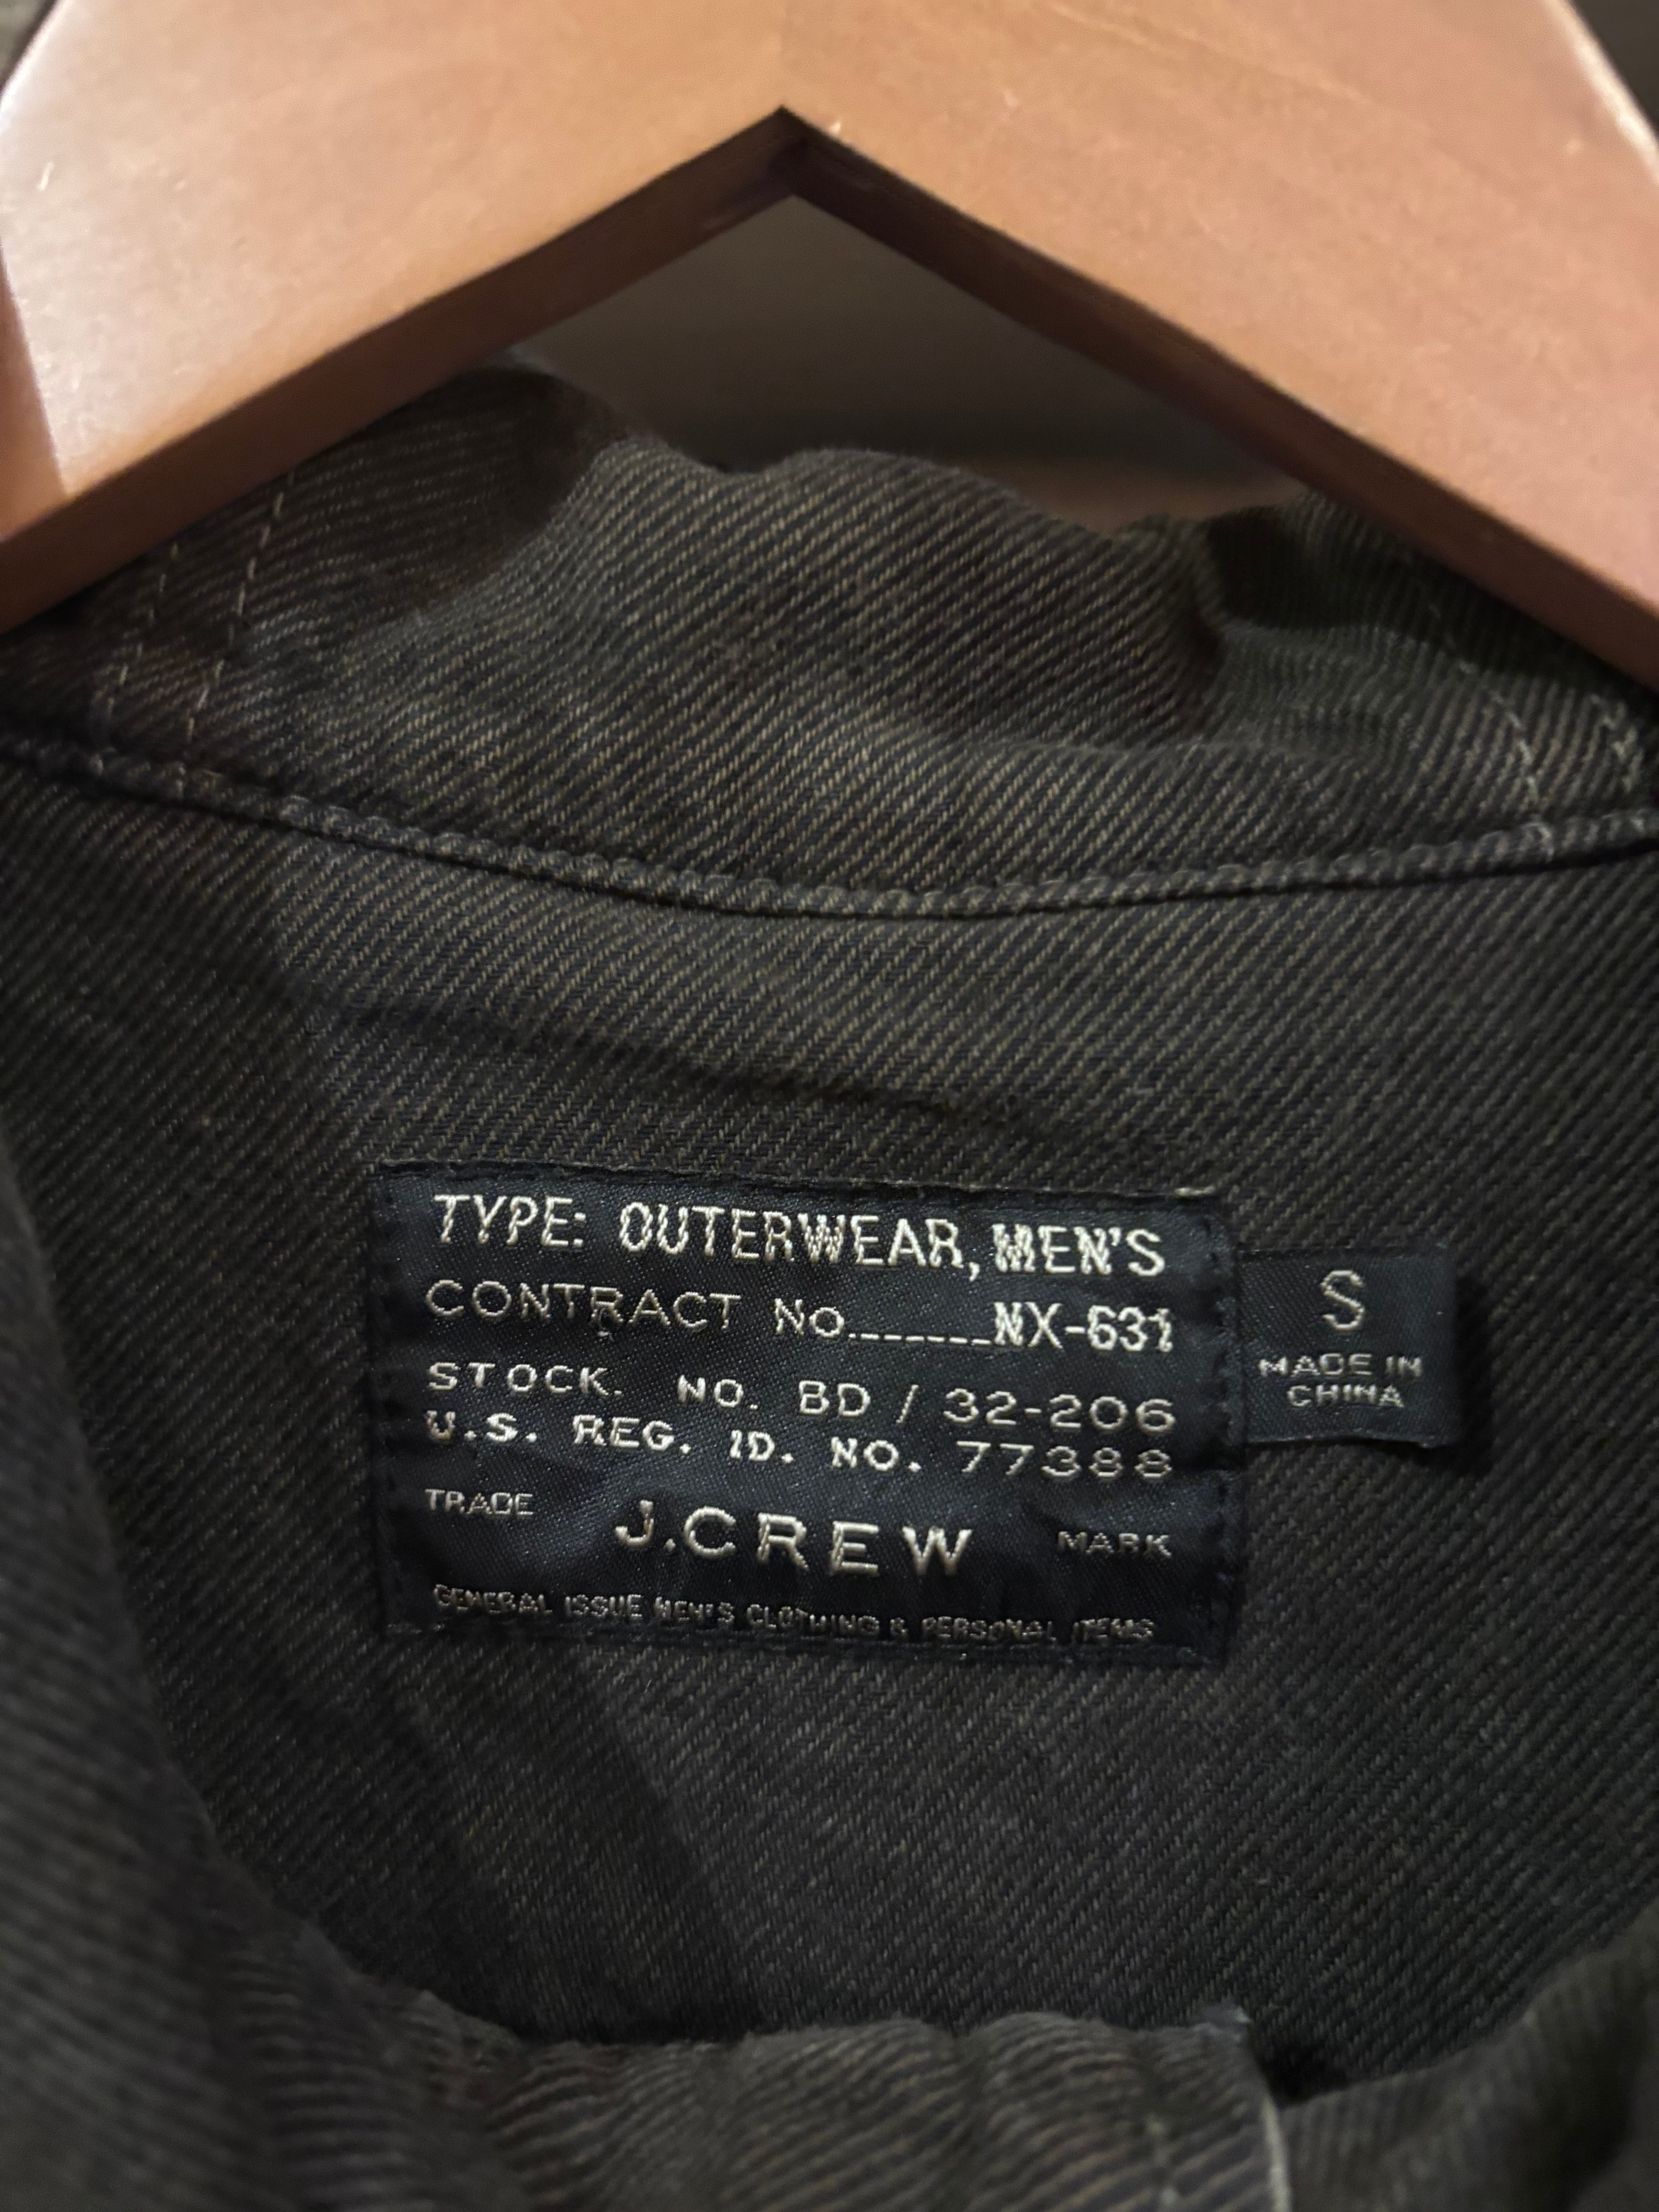 TYPE: OUTERWEAR, MEN'S
CONTRACT No.______NX-631
STOCK. NO. BD / 32-206
U.S. REG. ID. NO. 77388
TRADE J.CREW MARK
GENERAL ISSUE MEN'S CLOTHING & PERSONAL ITEMS
S
MADE IN
CHINA